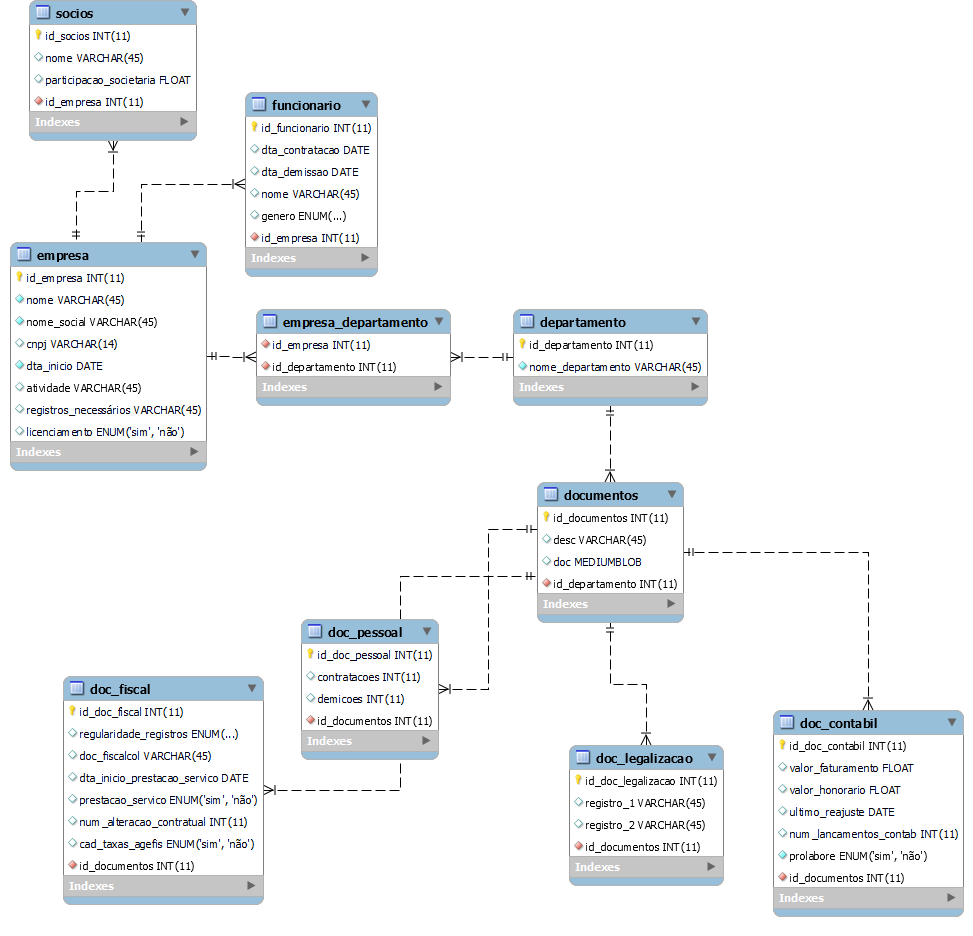 socios
id_socios INT(11)
nome VARCHAR(45)
participacao_societaria FLOAT
id_empresa INT(11)
Indexes
funcionario
id_funcionario INT(11)
dta_contratacao DATE
dta_demissao DATE
nome VARCHAR(45)
genero ENUM(...)
id_empresa INT(11)
Indexes
empresa
id_empresa INT(11)
nome VARCHAR(45)
nome_social VARCHAR(45)
cnpj VARCHAR(14)
dta_inicio DATE
atividade VARCHAR(45)
registros_necessários VARCHAR(45)
licenciamento ENUM('sim', 'não')
Indexes
empresa_departamento
id_empresa INT(11)
id_departamento INT(11)
Indexes
departamento
id_departamento INT(11)
nome_departamento VARCHAR(45)
Indexes
documentos
id_documentos INT(11)
desc VARCHAR(45)
doc MEDIUMBLOB
id_departamento INT(11)
Indexes
doc_pessoal
id_doc_pessoal INT(11)
contratacoes INT(11)
demicoes INT(11)
id_documentos INT(11)
Indexes
doc_fiscal
id_doc_fiscal INT(11)
regularidade_registros ENUM(...)
doc_fiscalcol VARCHAR(45)
dta_inicio_prestacao_servico DATE
prestacao_servico ENUM('sim', 'não')
num_alteracao_contratual INT(11)
cad_taxas_agefis ENUM('sim', 'não')
id_documentos INT(11)
Indexes
doc_legalizacao
id_doc_legalizacao INT(11)
registro_1 VARCHAR(45)
registro_2 VARCHAR(45)
id_documentos INT(11)
Indexes
doc_contabil
id_doc_contabil INT(11)
valor_faturamento FLOAT
valor_honorario FLOAT
ultimo_reajuste DATE
num_lancamentos_contab INT(11)
prolabore ENUM('sim', 'não')
id_documentos INT(11)
Indexes